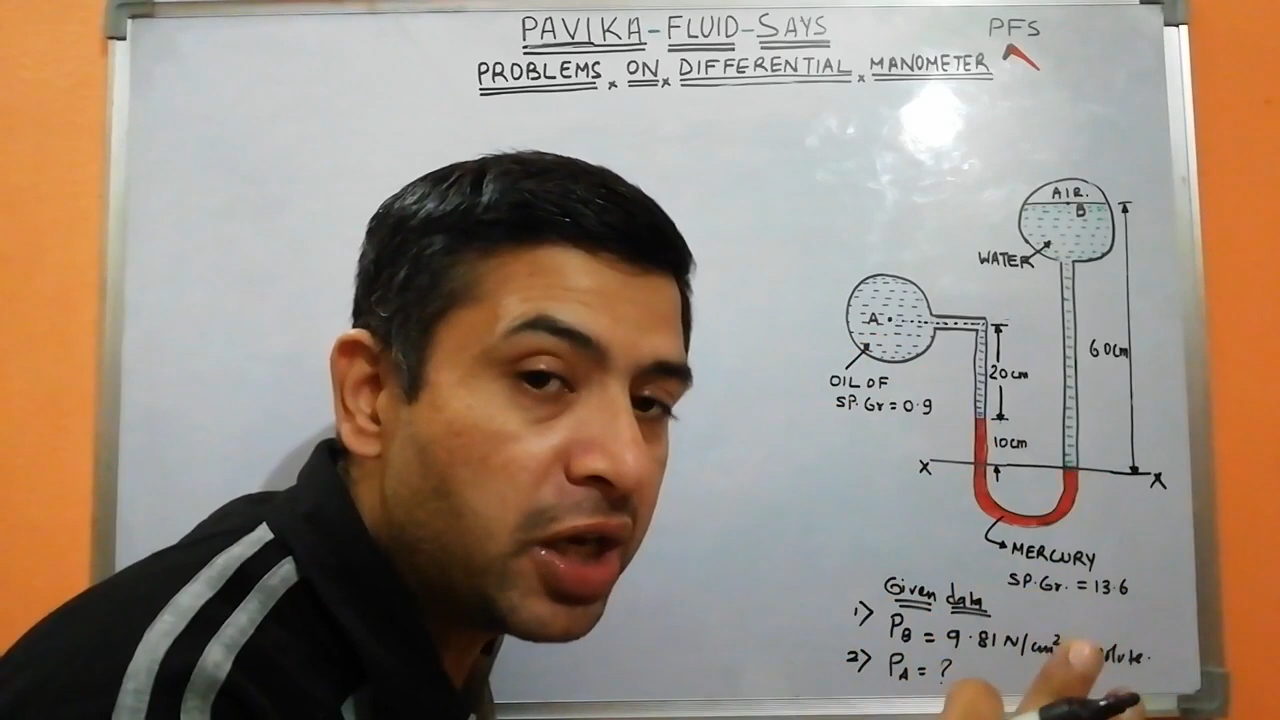 PAVIKA-FLUID-SAYS
PFS
PROBLEMS ON DIFFERENTIAL MANOMETER
AIR.
B
WATER
A
60cm
20cm
OIL OF
SP.Gr=0.9
10cm
X X
MERCURY
SP.Gr.=13.6
Given data
1) PB = 9.81 N/cm²
2) PA = ?